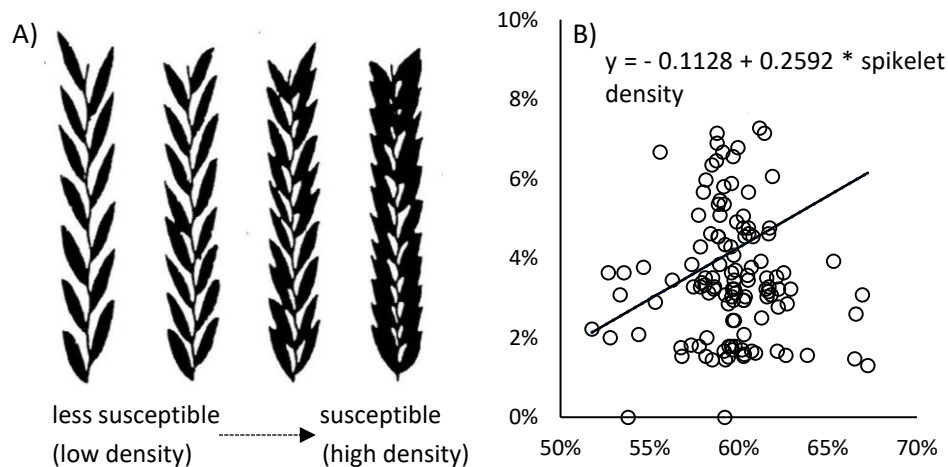 A)
less susceptible
(low density)
susceptible
(high density)
B)
y = - 0.1128 + 0.2592 * spikelet
density
10%
8%
6%
4%
2%
0%
50%
55%
60%
65%
70%